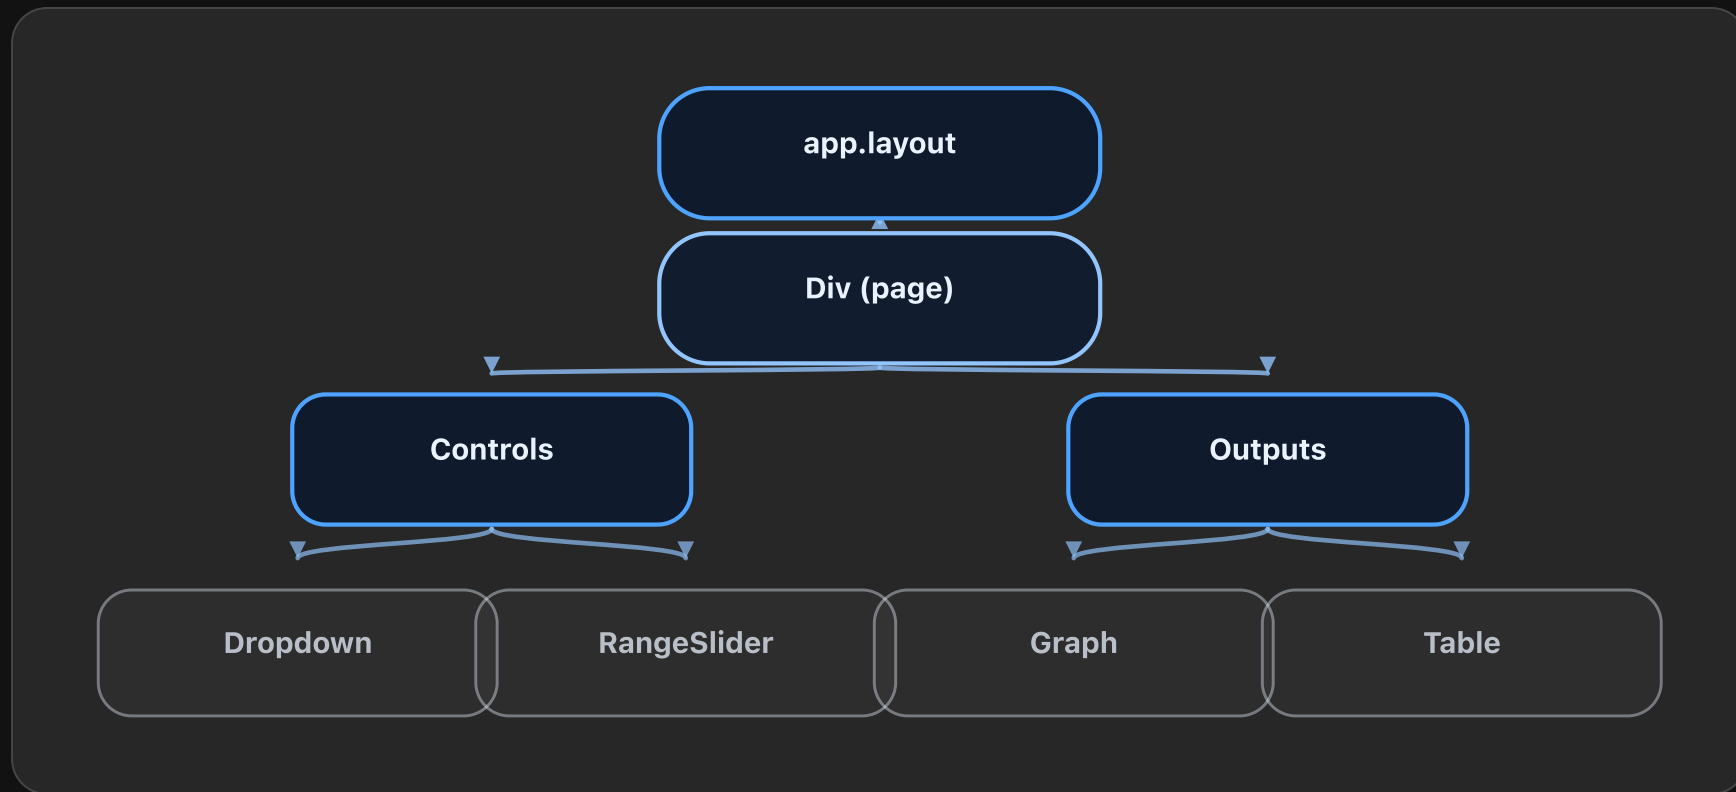 app.layout
Div (page)
Controls
Outputs
Dropdown
RangeSlider
Graph
Table